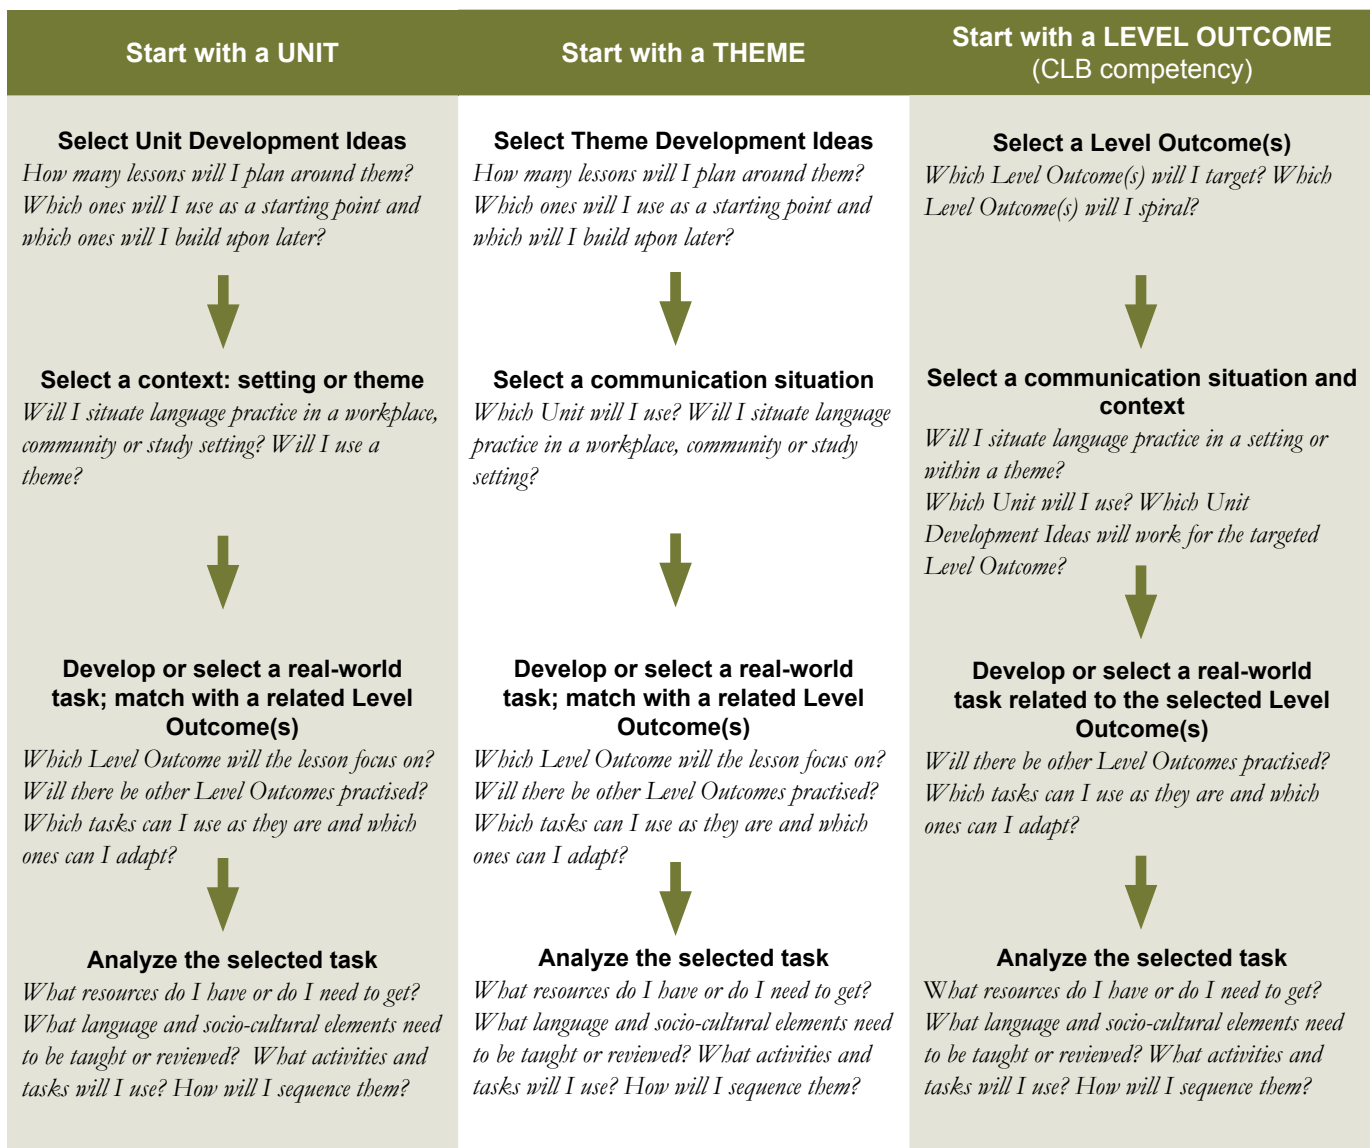 Start with a UNIT
Select Unit Development Ideas
How many lessons will I plan around them?
Which ones will I use as a starting point and
which ones will I build upon later?
Select a context: setting or theme
Will I situate language practice in a workplace,
community or study setting? Will I use a
theme?
Develop or select a real-world
task; match with a related Level
Outcome(s)
Which Level Outcome will the lesson focus on?
Will there be other Level Outcomes practised?
Which tasks can I use as they are and which
ones can I adapt?
Analyze the selected task
What resources do I have or do I need to get?
What language and socio-cultural elements need
to be taught or reviewed?  What activities and
tasks will I use? How will I sequence them?
Start with a THEME
Select Theme Development Ideas
How many lessons will I plan around them?
Which ones will I use as a starting point and
which will I build upon later?
Select a communication situation
Which Unit will I use? Will I situate language
practice in a workplace, community or study
setting?
Develop or select a real-world
task; match with a related Level
Outcome(s)
Which Level Outcome will the lesson focus on?
Will there be other Level Outcomes practised?
Which tasks can I use as they are and which
ones can I adapt?
Analyze the selected task
What resources do I have or do I need to get?
What language and socio-cultural elements need
to be taught or reviewed? What activities and
tasks will I use? How will I sequence them?
Start with a LEVEL OUTCOME
(CLB competency)
Select a Level Outcome(s)
Which Level Outcome(s) will I target? Which
Level Outcome(s) will I spiral?
Select a communication situation and
context
Will I situate language practice in a setting or
within a theme?
Which Unit will I use? Which Unit
Development Ideas will work for the targeted
Level Outcome?
Develop or select a real-world
task related to the selected Level
Outcome(s)
Will there be other Level Outcomes practised?
Which tasks can I use as they are and which
ones can I adapt?
Analyze the selected task
What resources do I have or do I need to get?
What language and socio-cultural elements need
to be taught or reviewed? What activities and
tasks will I use? How will I sequence them?